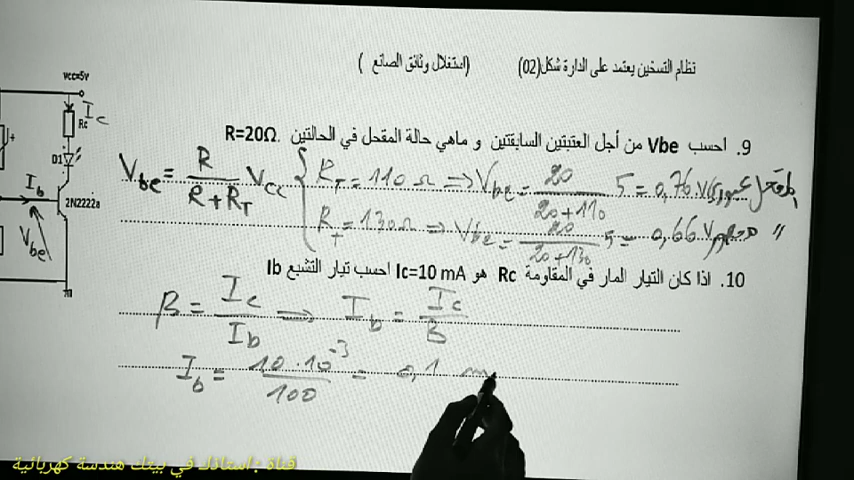 نظام التسخين يعتمد على الدارة شكل(02) (استغلال وثائق الصانع )
vcc=5v
Ic
Rc
D1
Ib
2N2222a
Vbe
9. احسب Vbe من أجل العتبتين السابقتين و ماهي حالة المقحل في الحالتين .R=20Ω
Vbe = R / (R + RT) Vcc
RT = 110 Ω ⇒ Vbe = 20 / (20+110) 5 = 0,76 V
RT = 130 Ω ⇒ Vbe = 20 / (20+130) 5 = 0,66 V
10. اذا كان التيار المار في المقاومة Rc هو Ic=10 mA احسب تيار التشبع Ib
β = Ic / Ib ⇒ Ib = Ic / β
Ib = 10 . 10⁻³ / 100 = 0,1 m
قناة : استاذك في بيتك هندسة كهربائية